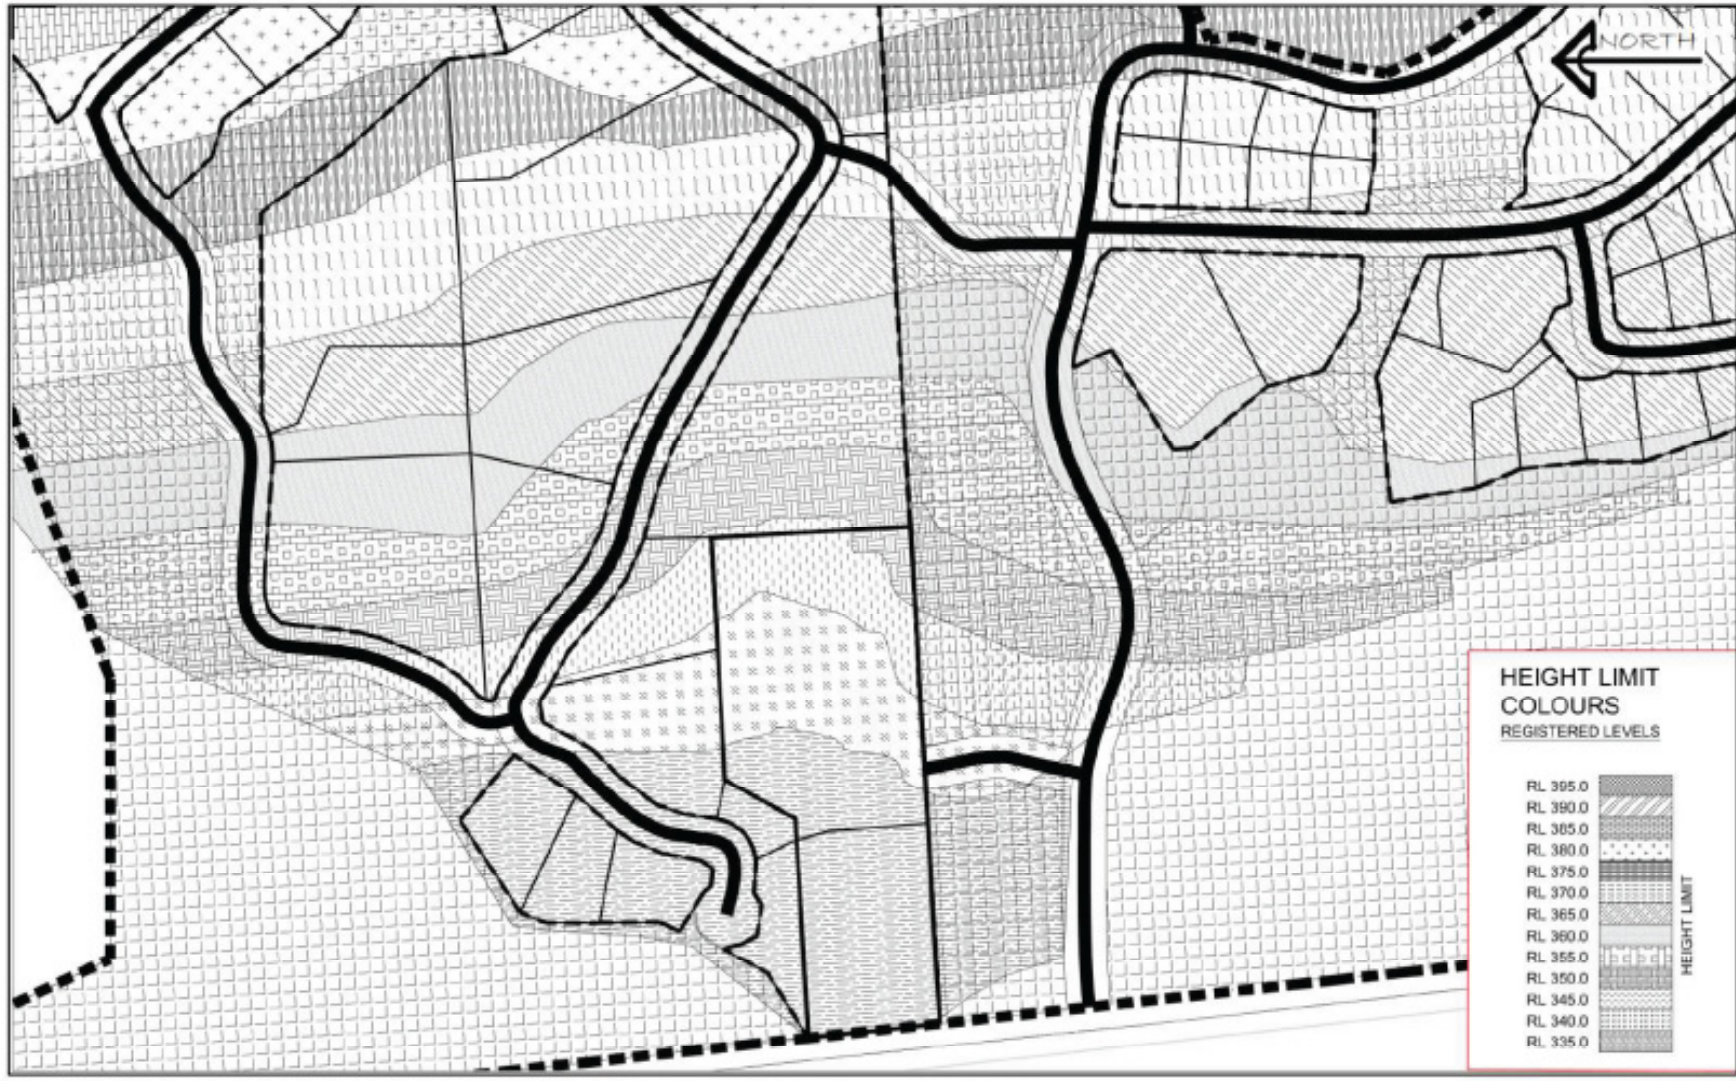 NORTH
HEIGHT LIMIT
COLOURS
REGISTERED LEVELS
RL 395.0
RL 390.0
RL 385.0
RL 380.0
RL 375.0
RL 370.0
RL 365.0
RL 360.0
RL 355.0
RL 350.0
RL 345.0
RL 340.0
RL 335.0
HEIGHT LIMIT